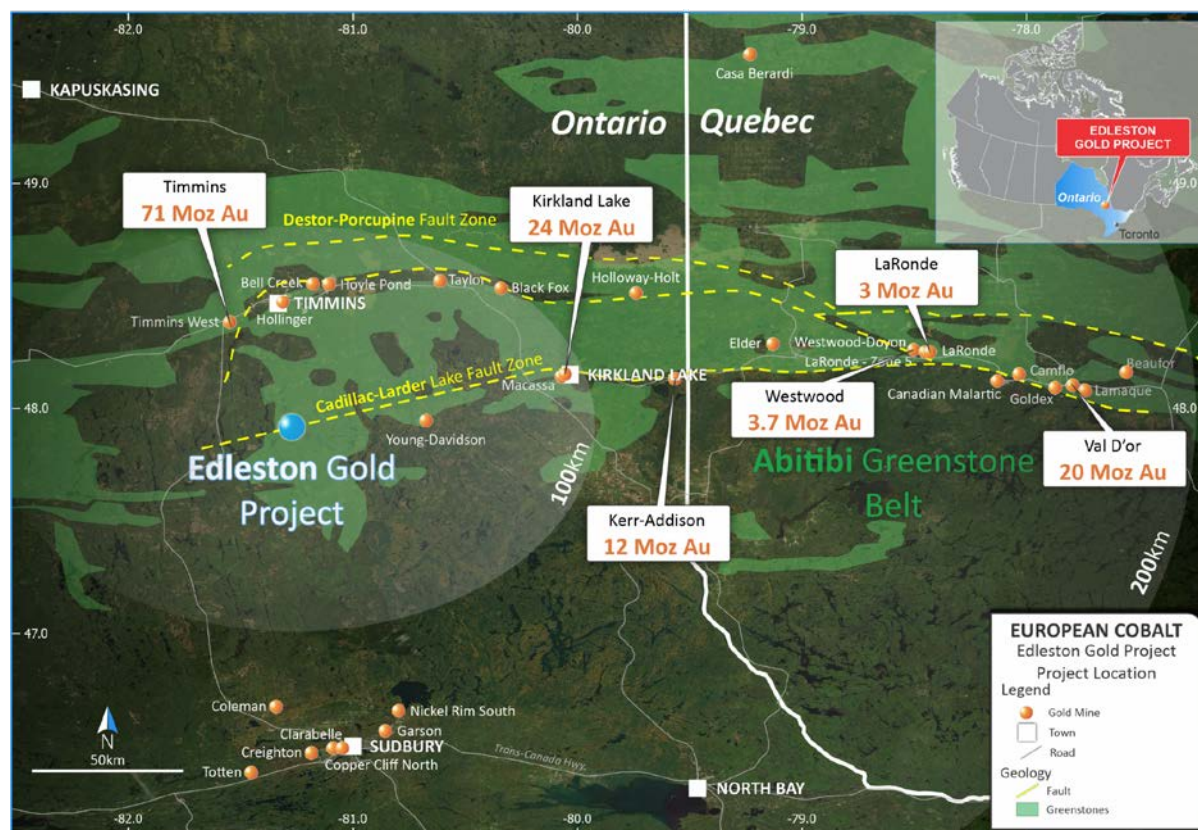 -82.0
-81.0
-80.0
-79.0
-78.0
KAPUSKASING
Casa Berardi
Ontario
Quebec
EDLESTON
GOLD PROJECT
Ontario
Toronto
49.0
49.0
Timmins
71 Moz Au
Kirkland Lake
24 Moz Au
Destor-Porcupine Fault Zone
LaRonde
3 Moz Au
Bell Creek
Hoyle Pond
Taylor
Black Fox
Holloway-Holt
TIMMINS
Hollinger
Timmins West
Elder
Westwood-Doyon
LaRonde
LaRonde - Zone 5
Beaufor
Cadillac-Larder Lake Fault Zone
Macassa
KIRKLAND LAKE
Camflo
Canadian Malartic
Goldex
Lamaque
48.0
48.0
Westwood
3.7 Moz Au
Young-Davidson
Val D'or
20 Moz Au
Edleston Gold
Project
100km
Abitibi Greenstone
Belt
Kerr-Addison
12 Moz Au
200km
47.0
EUROPEAN COBALT
Edleston Gold Project
Project Location
Legend
Gold Mine
Town
Road
Geology
Fault
Greenstones
Coleman
Nickel Rim South
Garson
Clarabelle
Creighton
SUDBURY
Copper Cliff North
Totten
N
50km
Trans-Canada Hwy.
NORTH BAY
-82.0
-81.0
-80.0
-79.0